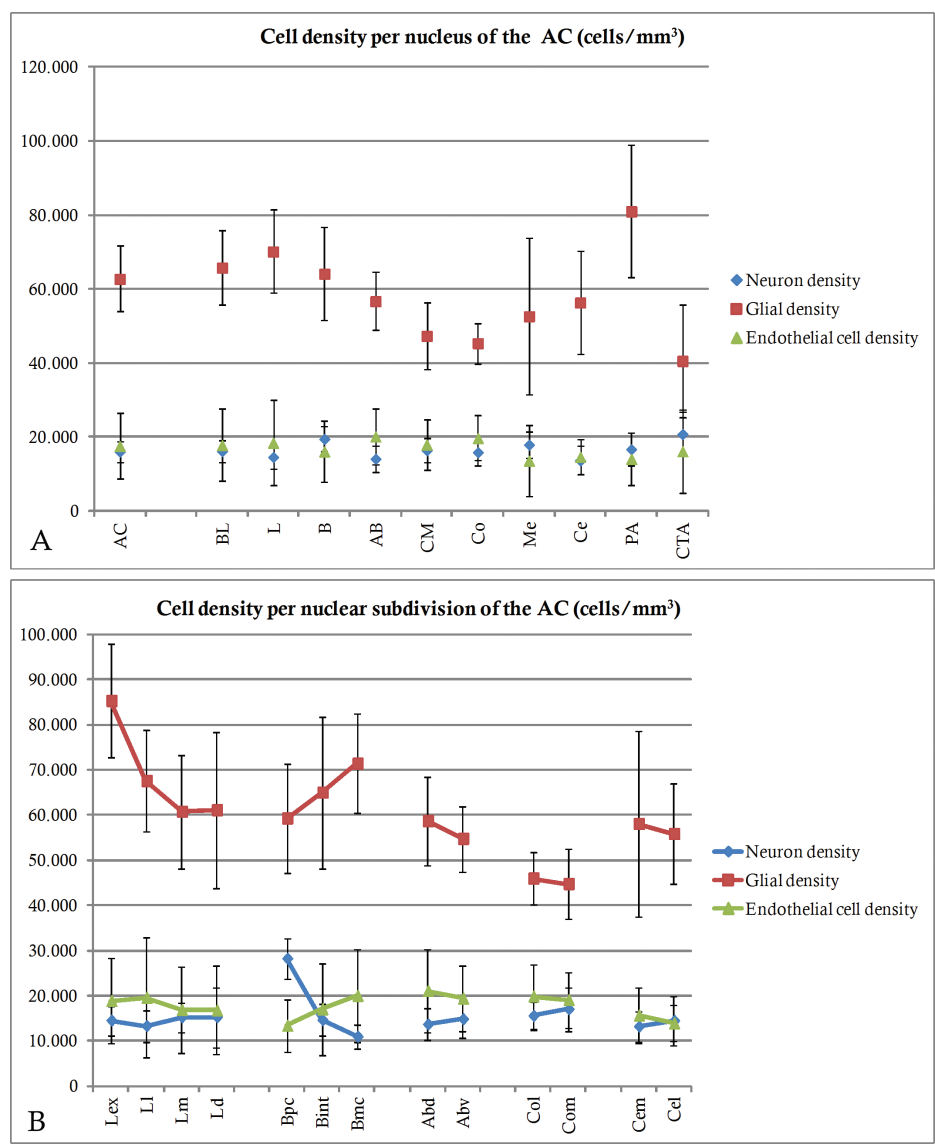 Cell density per nucleus of the AC (cells/mm³)
120.000
100.000
80.000
60.000
40.000
20.000
0
AC
BL
L
B
AB
CM
Co
Me
Ce
PA
CTA
Neuron density
Glial density
Endothelial cell density
A
Cell density per nuclear subdivision of the AC (cells/mm³)
100.000
90.000
80.000
70.000
60.000
50.000
40.000
30.000
20.000
10.000
0
Lex
Ll
Lm
Ld
Bpc
Bint
Bmc
Abd
Abv
Col
Com
Cem
Cel
Neuron density
Glial density
Endothelial cell density
B